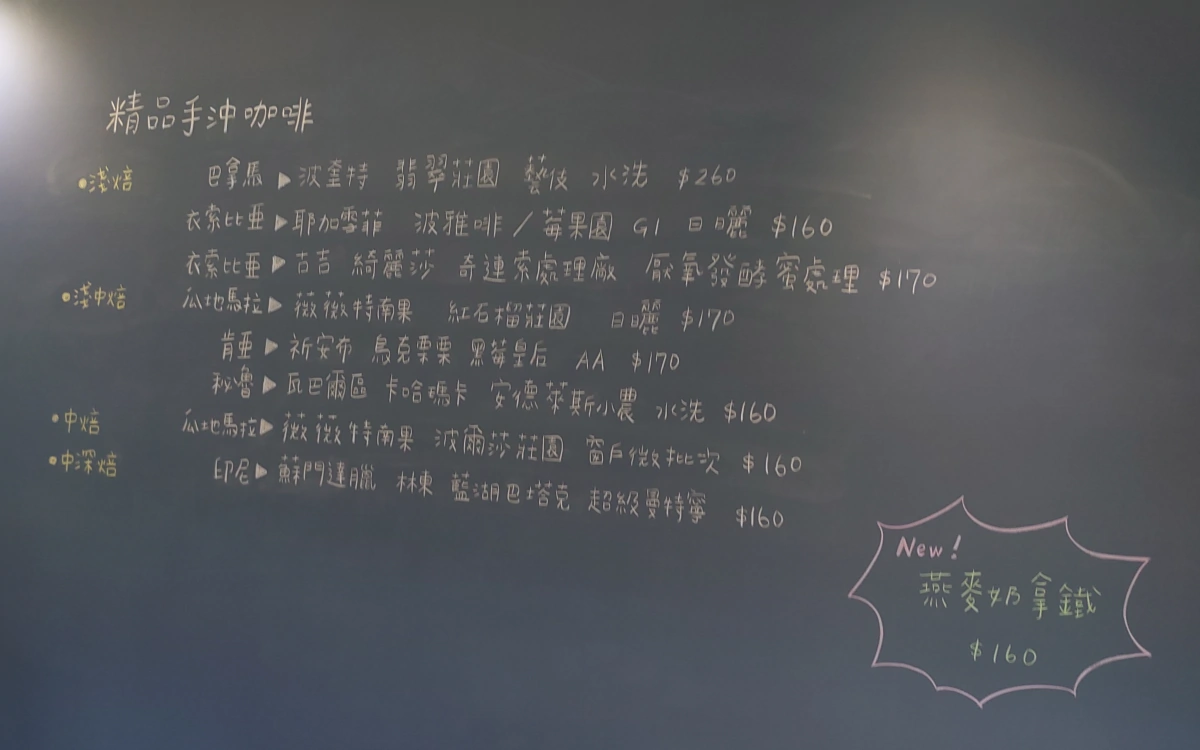 精品手沖咖啡
•淺焙 巴拿馬▶波奎特 翡翠莊園 藝伎 水洗 $260
衣索比亞▶耶加雪菲 波雅啡/莓果園 G1 日曬 $160
衣索比亞▶古吉 綺麗莎 奇連索處理廠 厭氧發酵蜜處理 $170
•淺中焙 瓜地馬拉▶薇薇特南果 紅石榴莊園 日曬 $170
肯亞▶祈安布 烏克栗栗 黑莓皇后 AA $170
秘魯▶瓦巴爾區 卡哈瑪卡 安德萊斯小農 水洗 $160
•中焙 瓜地馬拉▶薇薇特南果 波爾莎莊園 窗戶微批次 $160
•中深焙 印尼▶蘇門達臘 林東 藍湖巴塔克 超級曼特寧 $160
New!
燕麥奶拿鐵
$160